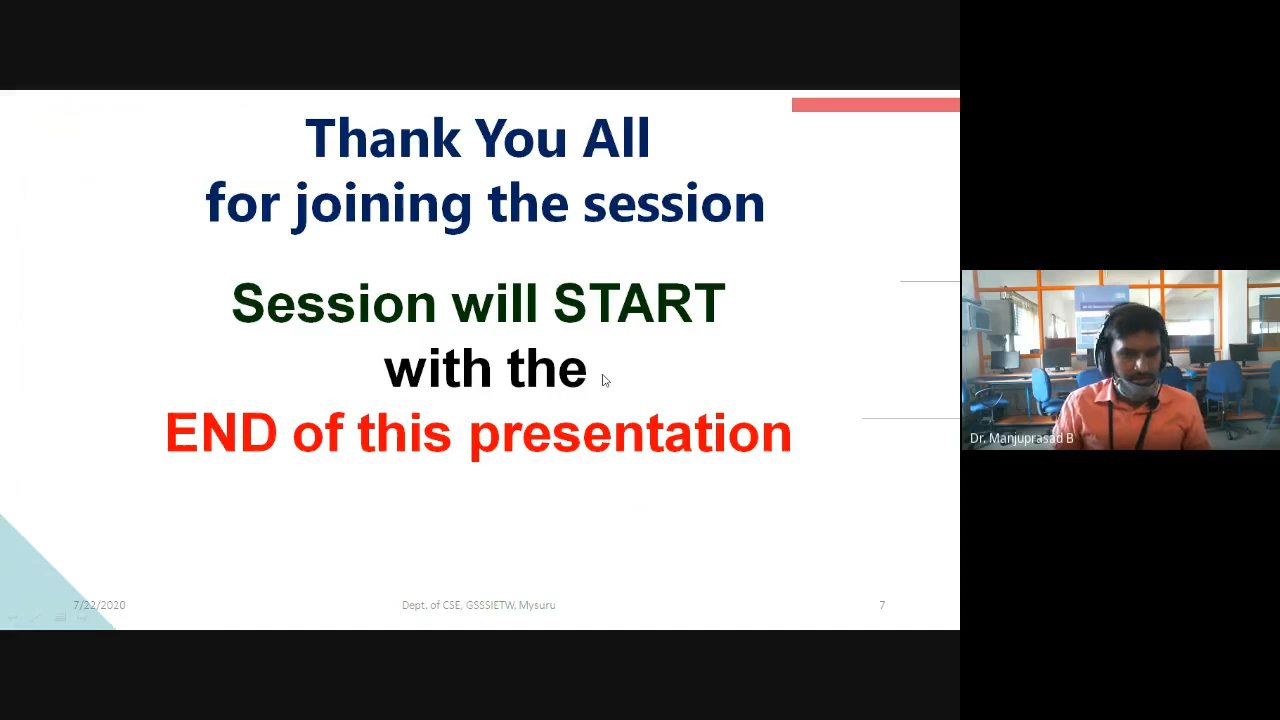 Thank You All
for joining the session
Session will START
with the
END of this presentation
7/22/2020
Dept. of CSE, GSSSIETW, Mysuru
7
Dr. Manjuprasad B